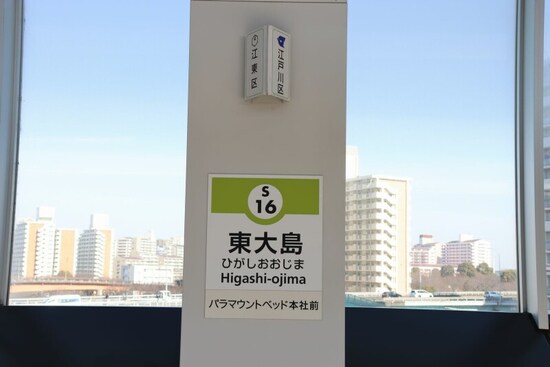 江東区
江戸川区
S
16
東大島
ひがしおおじま
Higashi-ojima
パラマウントベッド本社前